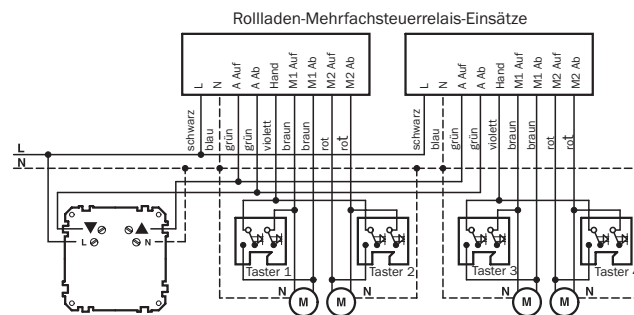 Rollladen-Mehrfachsteuerrelais-Einsätze
L
N
A Auf
A Ab
Hand
M1 Auf
M1 Ab
M2 Auf
M2 Ab
L
N
A Auf
A Ab
Hand
M1 Auf
M1 Ab
M2 Auf
M2 Ab
schwarz
blau
grün
grün
violett
braun
braun
rot
rot
schwarz
blau
grün
grün
violett
braun
braun
rot
rot
L
N
L
N
Taster 1
Taster 2
Taster 3
Taster 4
N
M
M
N
N
M
M
N